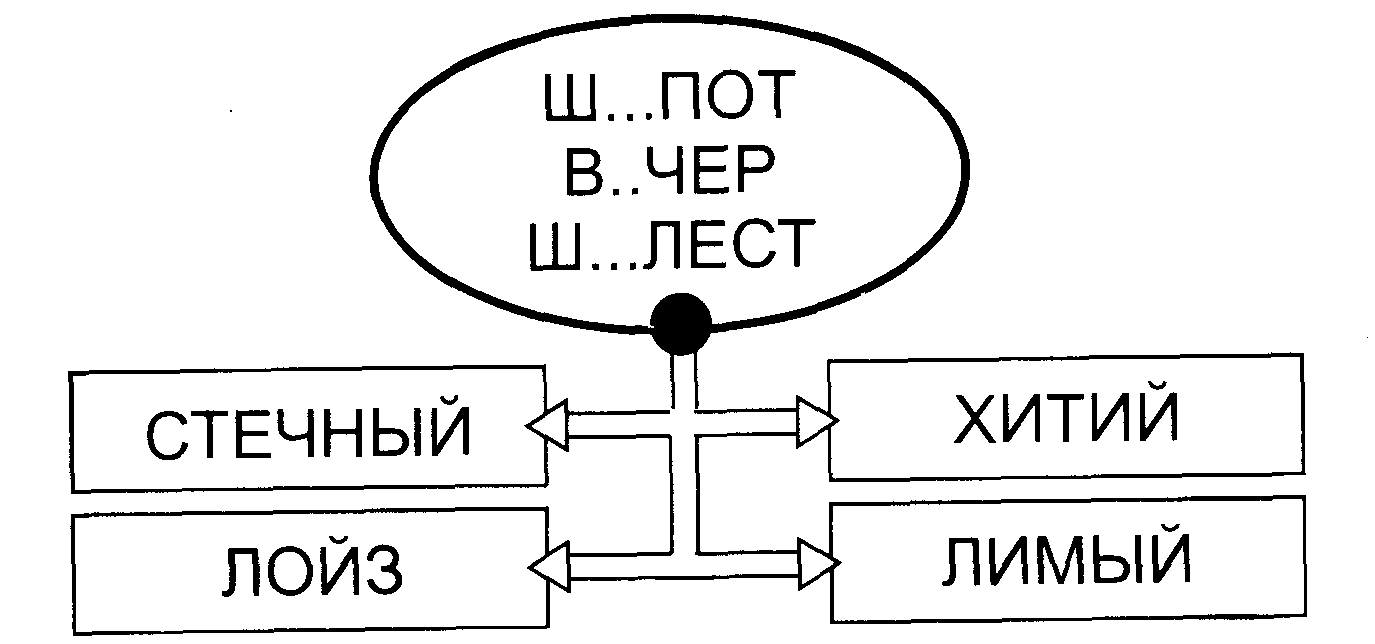 Ш...ПОТ
В..ЧЕР
Ш...ЛЕСТ
СТЕЧНЫЙ
ХИТИЙ
ЛОЙЗ
ЛИМЫЙ